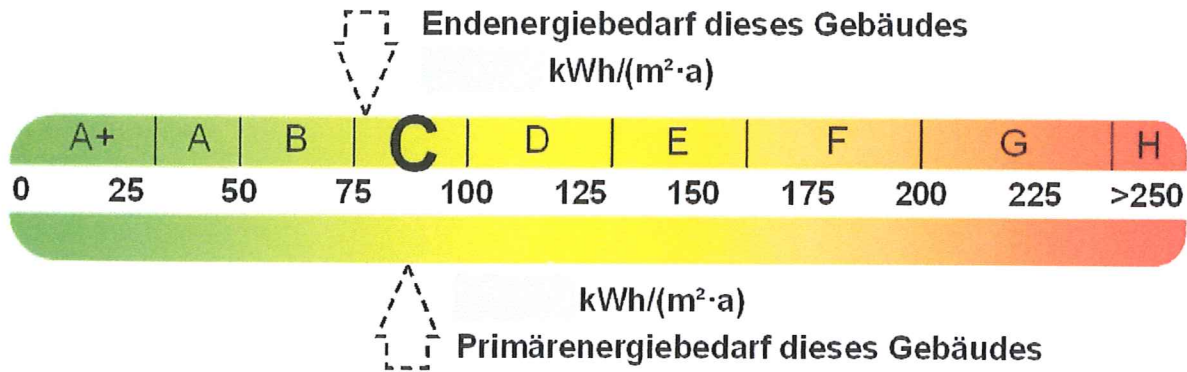 Endenergiebedarf dieses Gebäudes
kWh/(m²·a)
A+ A B C D E F G H
0 25 50 75 100 125 150 175 200 225 >250
kWh/(m²·a)
Primärenergiebedarf dieses Gebäudes